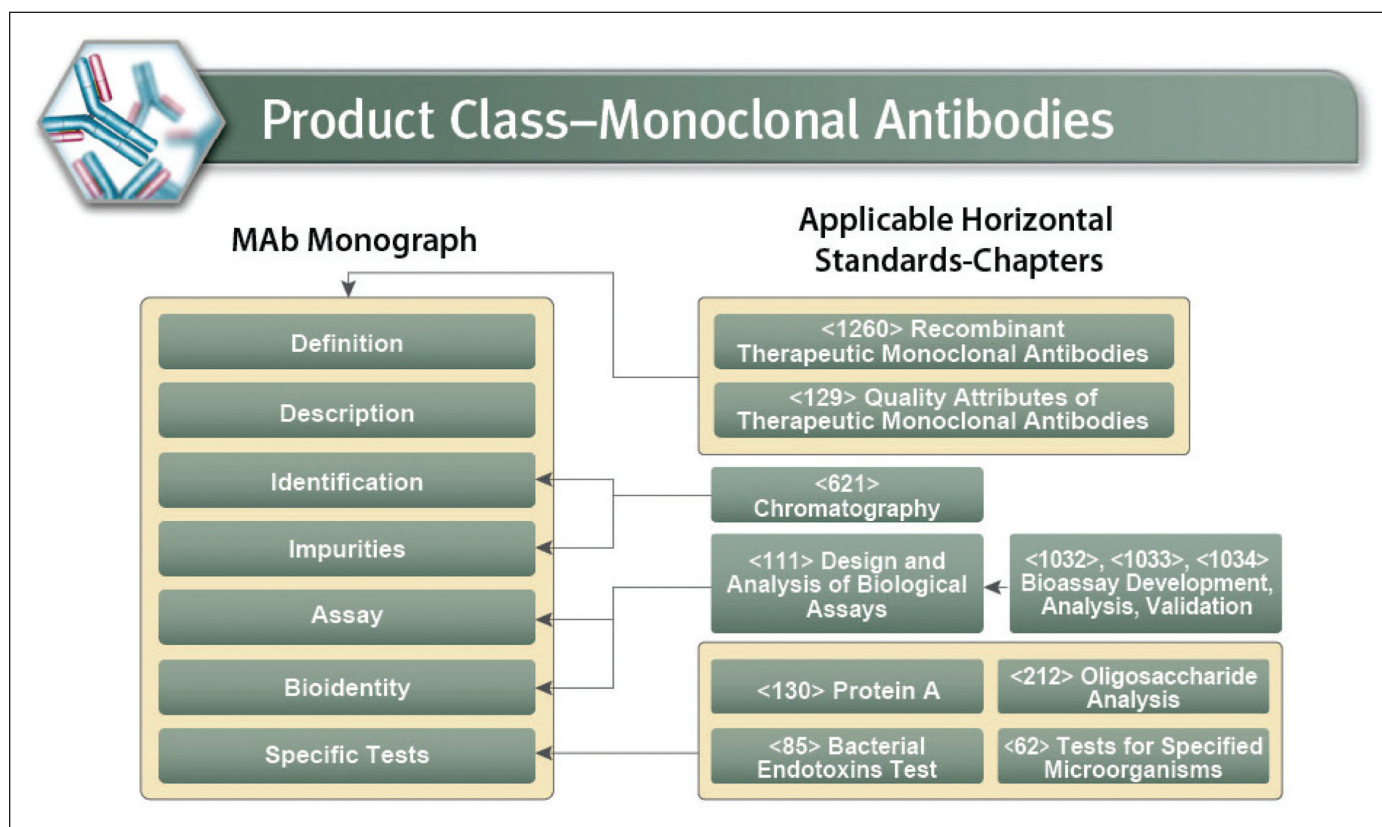 Product Class–Monoclonal Antibodies
MAb Monograph
Applicable Horizontal
Standards-Chapters
Definition
Description
Identification
Impurities
Assay
Bioidentity
Specific Tests
<1260> Recombinant
Therapeutic Monoclonal Antibodies
<129> Quality Attributes of
Therapeutic Monoclonal Antibodies
<621>
Chromatography
<111> Design and
Analysis of Biological
Assays
<1032>, <1033>, <1034>
Bioassay Development,
Analysis, Validation
<130> Protein A
<212> Oligosaccharide
Analysis
<85> Bacterial
Endotoxins Test
<62> Tests for Specified
Microorganisms